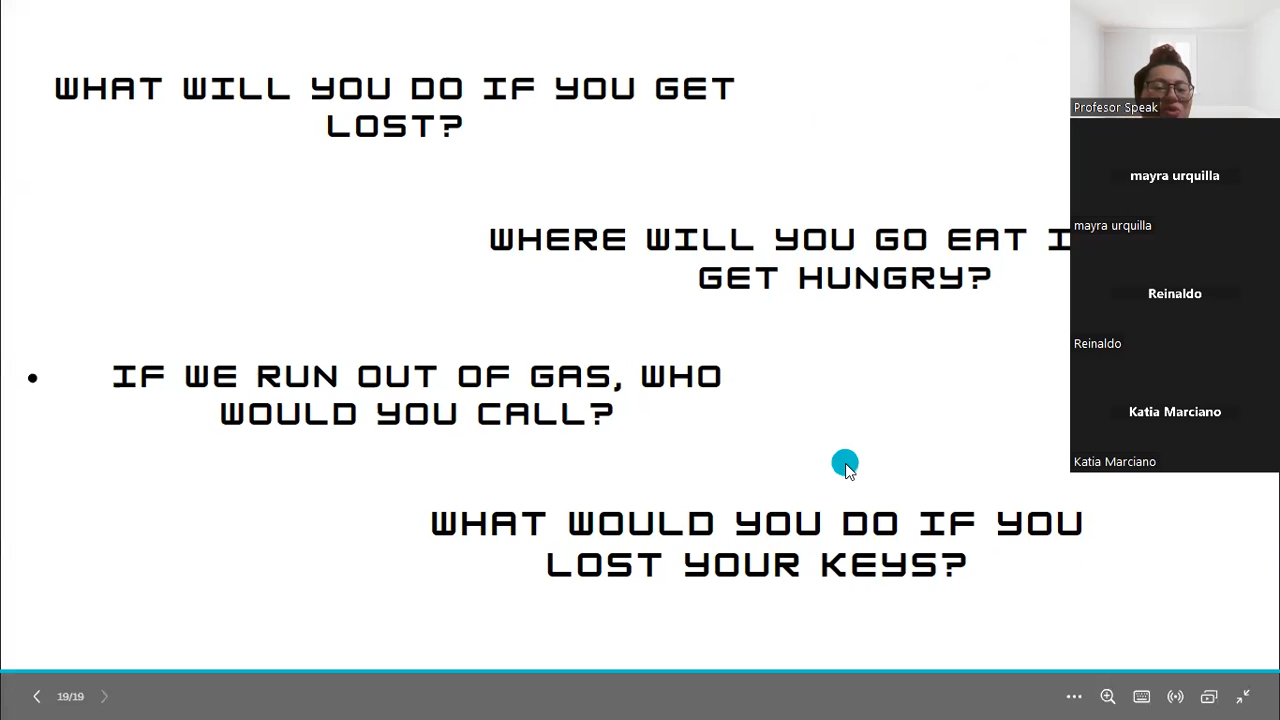 WHAT WILL YOU DO IF YOU GET
LOST?
WHERE WILL YOU GO EAT
GET HUNGRY?
• IF WE RUN OUT OF GAS, WHO
WOULD YOU CALL?
WHAT WOULD YOU DO IF YOU
LOST YOUR KEYS?
Profesor Speak
mayra urquilla
mayra urquilla
Reinaldo
Reinaldo
Katia Marciano
Katia Marciano
19/19